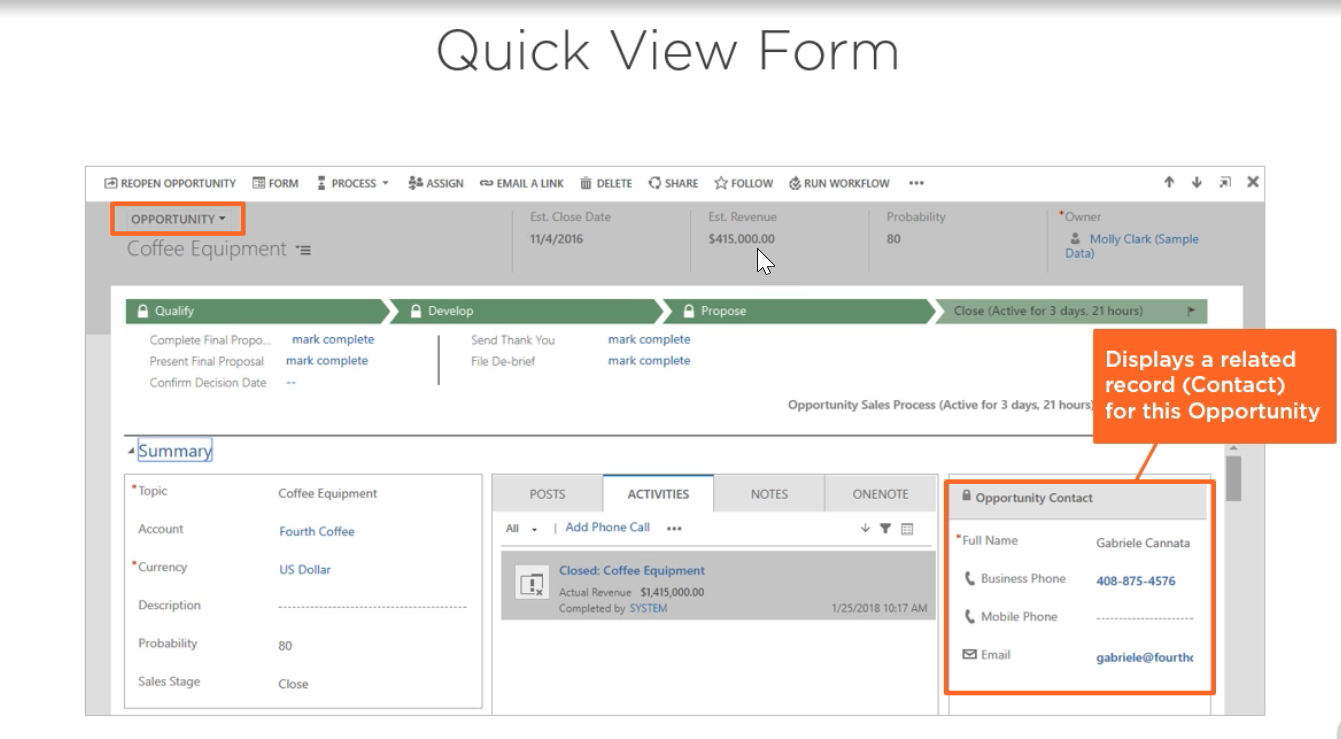 Quick View Form
REOPEN OPPORTUNITY FORM PROCESS ASSIGN EMAIL A LINK DELETE SHARE FOLLOW RUN WORKFLOW •••
OPPORTUNITY
Coffee Equipment
Est. Close Date
11/4/2016
Est. Revenue
$415,000.00
Probability
80
*Owner
Molly Clark (Sample
Data)
Qualify Develop Propose Close (Active for 3 days, 21 hours)
Complete Final Propo... mark complete
Present Final Proposal mark complete
Confirm Decision Date --
Send Thank You mark complete
File De-brief mark complete
Opportunity Sales Process (Active for 3 days, 21 hours)
Displays a related
record (Contact)
for this Opportunity
Summary
*Topic Coffee Equipment
Account Fourth Coffee
*Currency US Dollar
Description ----------------------------------------
Probability 80
Sales Stage Close
POSTS ACTIVITIES NOTES ONENOTE
All | Add Phone Call •••
Closed: Coffee Equipment
Actual Revenue $1,415,000.00
Completed by SYSTEM 1/25/2018 10:17 AM
Opportunity Contact
*Full Name Gabriele Cannata
Business Phone 408-875-4576
Mobile Phone --------------------
Email gabriele@fourthc